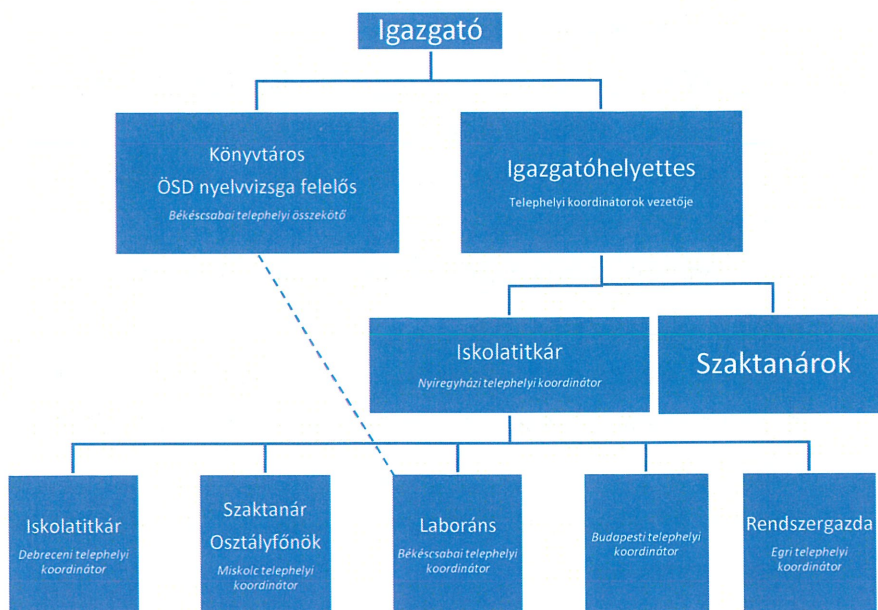 Igazgató
Könyvtáros
ÖSD nyelvvizsga felelős
Békéscsabai telephelyi összekötő
Igazgatóhelyettes
Telephelyi koordinátorok vezetője
Iskolatitkár
Nyíregyházi telephelyi koordinátor
Szaktanárok
Iskolatitkár
Debreceni telephelyi
koordinátor
Szaktanár
Osztályfőnök
Miskolc telephelyi
koordinátor
Laboráns
Békéscsabai telephelyi
koordinátor
Budapesti telephelyi
koordinátor
Rendszergazda
Egri telephelyi
koordinátor